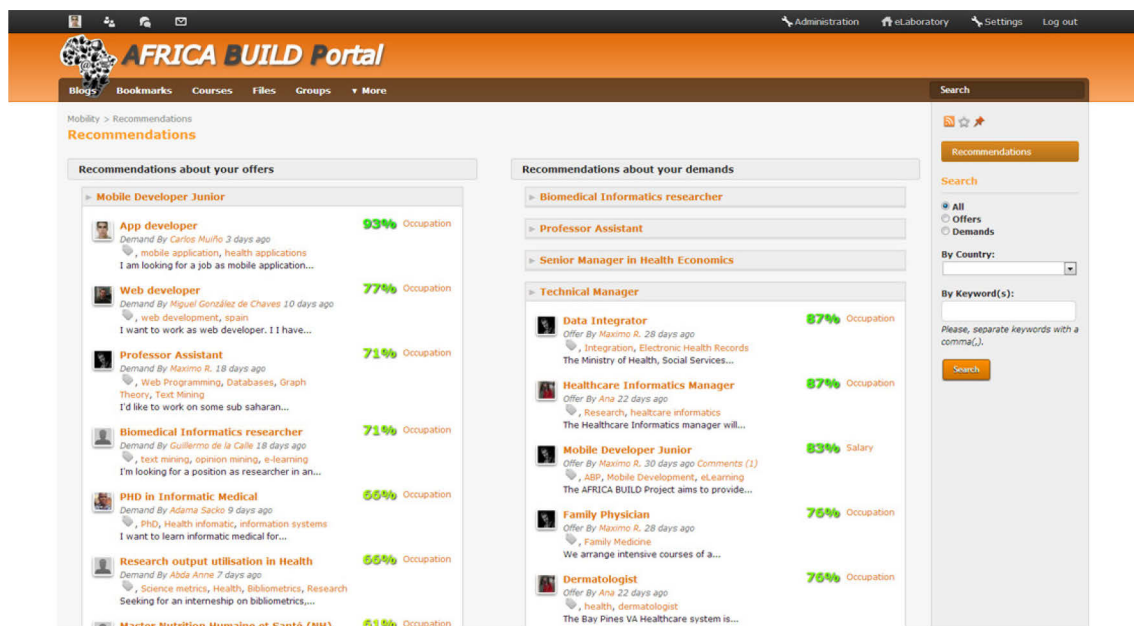 Administration eLaboratory Settings Log out
AFRICA BUILD Portal
Blogs Bookmarks Courses Files Groups ▾ More
Search
Mobility > Recommendations
Recommendations
Recommendations about your offers
Mobile Developer Junior
App developer 93% Occupation
Demand By Carlos Muiño 3 days ago
, mobile application, health applications
I am looking for a job as mobile application...
Web developer 77% Occupation
Demand By Miguel González de Chaves 10 days ago
, web development, spain
I want to work as web developer. I I have...
Professor Assistant 71% Occupation
Demand By Maximo R. 18 days ago
, Web Programming, Databases, Graph
Theory, Text Mining
I'd like to work on some sub saharan...
Biomedical Informatics researcher 71% Occupation
Demand By Guillermo de la Calle 18 days ago
, text mining, opinion mining, e-learning
I'm looking for a position as researcher in an...
PHD in Informatic Medical 66% Occupation
Demand By Adama Sacko 9 days ago
, PhD, Health infomatic, information systems
I want to learn informatic medical for...
Research output utilisation in Health 66% Occupation
Demand By Abda Anne 7 days ago
, Science metrics, Health, Bibliometrics, Research
Seeking for an interneship on bibliometrics,...
Master Nutrition Humaine et Santé (NH) 61% Occupation
Recommendations about your demands
Biomedical Informatics researcher
Professor Assistant
Senior Manager in Health Economics
Technical Manager
Data Integrator 87% Occupation
Offer By Maximo R. 28 days ago
, Integration, Electronic Health Records
The Ministry of Health, Social Services...
Healthcare Informatics Manager 87% Occupation
Offer By Ana 22 days ago
, Research, healtcare informatics
The Healthcare Informatics manager will...
Mobile Developer Junior 83% Salary
Offer By Maximo R. 30 days ago Comments (1)
, ABP, Mobile Development, eLearning
The AFRICA BUILD Project aims to provide...
Family Physician 76% Occupation
Offer By Maximo R. 28 days ago
, Family Medicine
We arrange intensive courses of a...
Dermatologist 76% Occupation
Offer By Ana 22 days ago
, health, dermatologist
The Bay Pines VA Healthcare system is...
Recommendations
Search
All
Offers
Demands
By Country:
By Keyword(s):
Please, separate keywords with a
comma(,).
Search